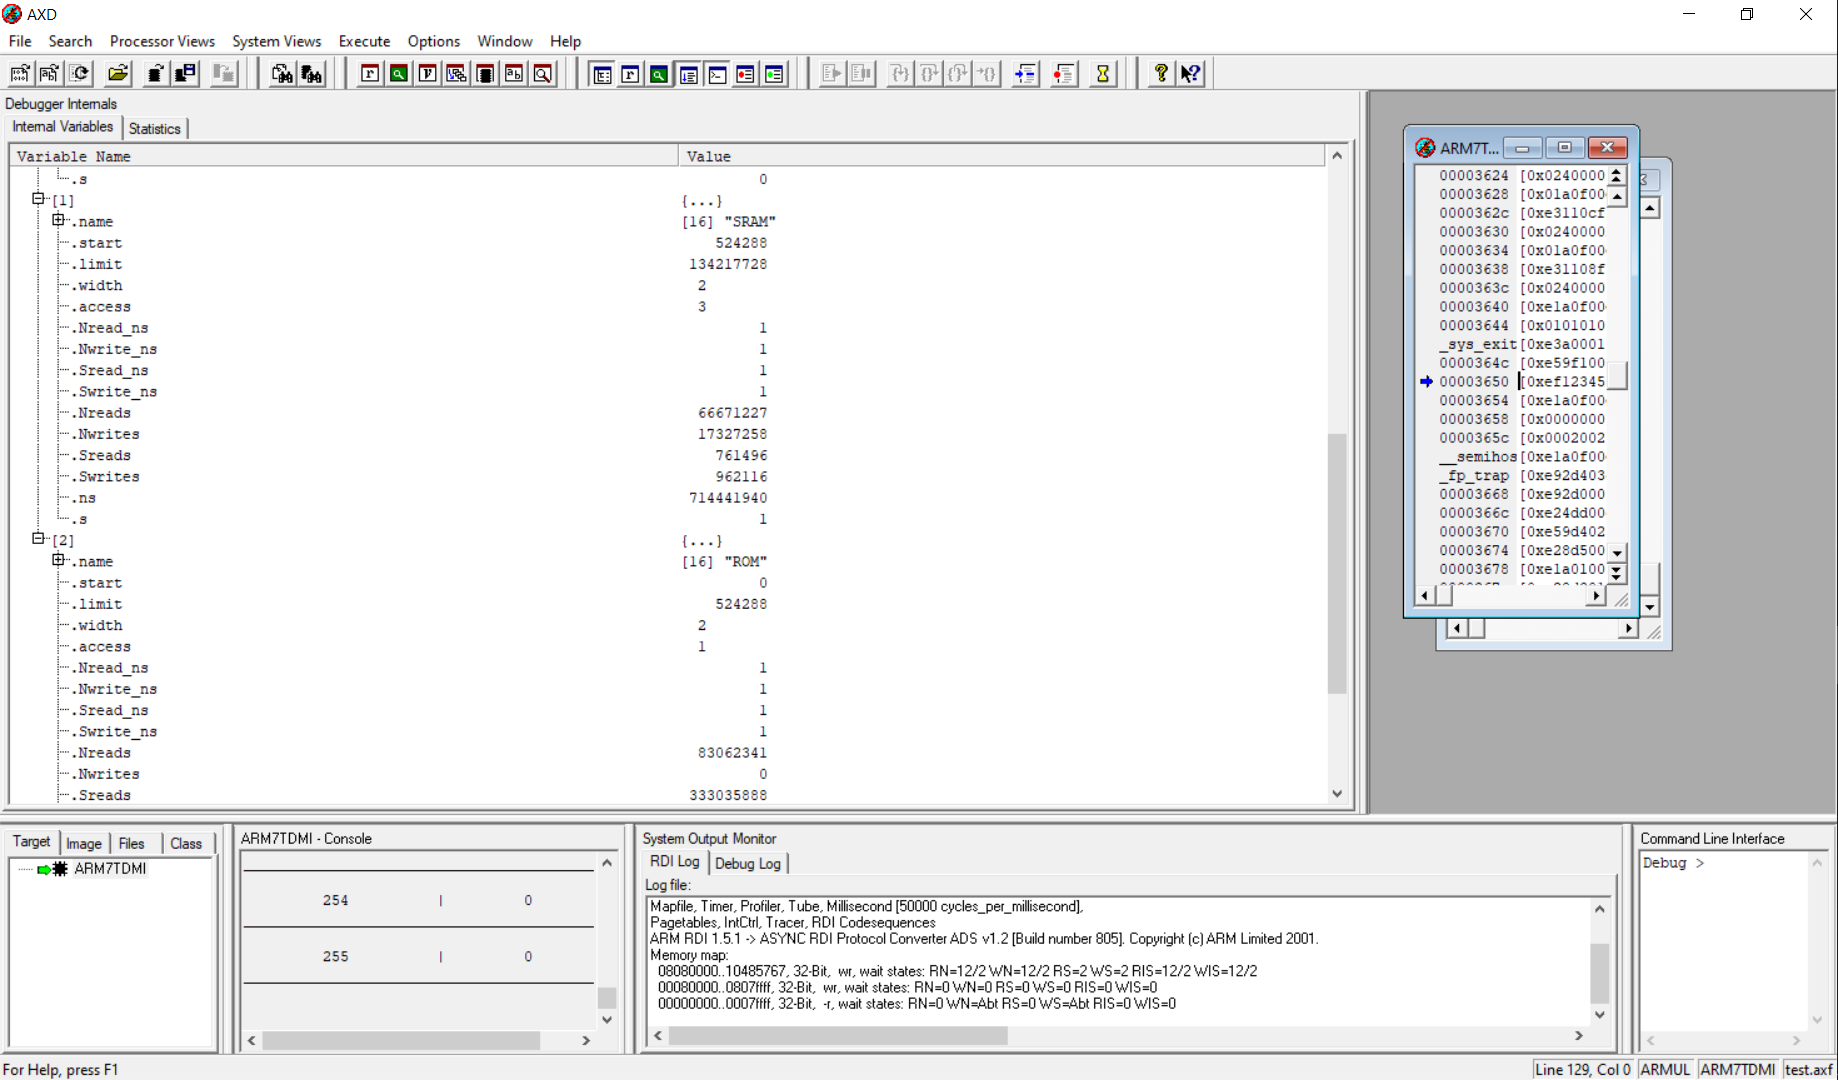 AXD
File Search Processor Views System Views Execute Options Window Help
Debugger Internals
Internal Variables Statistics
Variable Name Value
.s 0
[1] {...}
.name [16] "SRAM"
.start 524288
.limit 134217728
.width 2
.access 3
.Nread_ns 1
.Nwrite_ns 1
.Sread_ns 1
.Swrite_ns 1
.Nreads 66671227
.Nwrites 17327258
.Sreads 761496
.Swrites 962116
.ns 714441940
.s 1
[2] {...}
.name [16] "ROM"
.start 0
.limit 524288
.width 2
.access 1
.Nread_ns 1
.Nwrite_ns 1
.Sread_ns 1
.Swrite_ns 1
.Nreads 83062341
.Nwrites 0
.Sreads 333035888
ARM7T...
00003624 [0x0240000
00003628 [0x01a0f00
0000362c [0xe3110cf
00003630 [0x0240000
00003634 [0x01a0f00
00003638 [0xe31108f
0000363c [0x0240000
00003640 [0xe1a0f00
00003644 [0x0101010
_sys_exit [0xe3a0001
0000364c [0xe59f100
00003650 [0xef12345
00003654 [0xe1a0f00
00003658 [0x0000000
0000365c [0x0002002
__semihos [0xe1a0f00
_fp_trap [0xe92d403
00003668 [0xe92d000
0000366c [0xe24dd00
00003670 [0xe59d402
00003674 [0xe28d500
00003678 [0xe1a0100
Target Image Files Class
ARM7TDMI
ARM7TDMI - Console
254 | 0
255 | 0
System Output Monitor
RDI Log Debug Log
Log file:
Mapfile, Timer, Profiler, Tube, Millisecond [50000 cycles_per_millisecond],
Pagetables, IntCtrl, Tracer, RDI Codesequences
ARM RDI 1.5.1 -> ASYNC RDI Protocol Converter ADS v1.2 [Build number 805]. Copyright (c) ARM Limited 2001.
Memory map:
08080000..10485767, 32-Bit, wr, wait states: RN=12/2 WN=12/2 RS=2 WS=2 RIS=12/2 WIS=12/2
00080000..0807ffff, 32-Bit, wr, wait states: RN=0 WN=0 RS=0 WS=0 RIS=0 WIS=0
00000000..0007ffff, 32-Bit, -r, wait states: RN=0 WN=Abt RS=0 WS=Abt RIS=0 WIS=0
Command Line Interface
Debug >
For Help, press F1
Line 129, Col 0 ARMUL ARM7TDMI test.axf